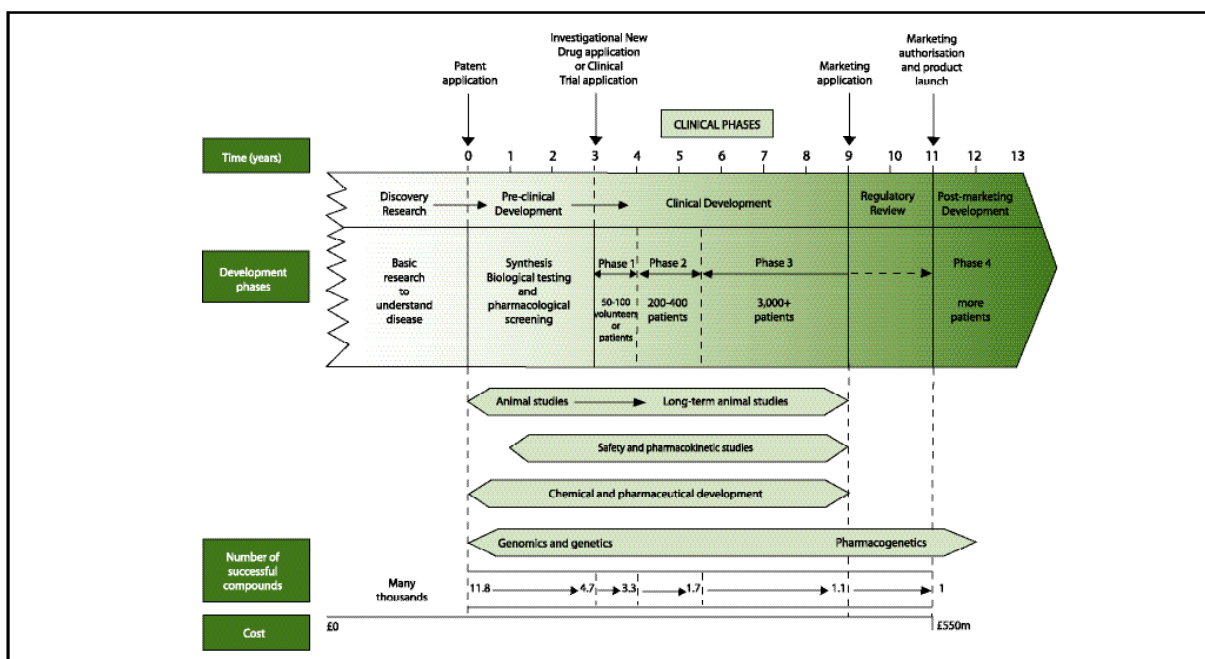 Patent
application
Investigational New
Drug application
or Clinical
Trial application
Marketing
application
Marketing
authorisation
and product
launch
CLINICAL PHASES
Time (years)
0 1 2 3 4 5 6 7 8 9 10 11 12 13
Discovery
Research
Pre-clinical
Development
Clinical Development
Regulatory
Review
Post-marketing
Development
Development
phases
Basic
research
to
understand
disease
Synthesis
Biological testing
and
pharmacological
screening
Phase 1
50-100
volunteers
or
patients
Phase 2
200-400
patients
Phase 3
3,000+
patients
Phase 4
more
patients
Animal studies Long-term animal studies
Safety and pharmacokinetic studies
Chemical and pharmaceutical development
Genomics and genetics Pharmacogenetics
Number of
successful
compounds
Many
thousands
11.8 4.7 3.3 1.7 1.1 1
Cost
£0 £550m